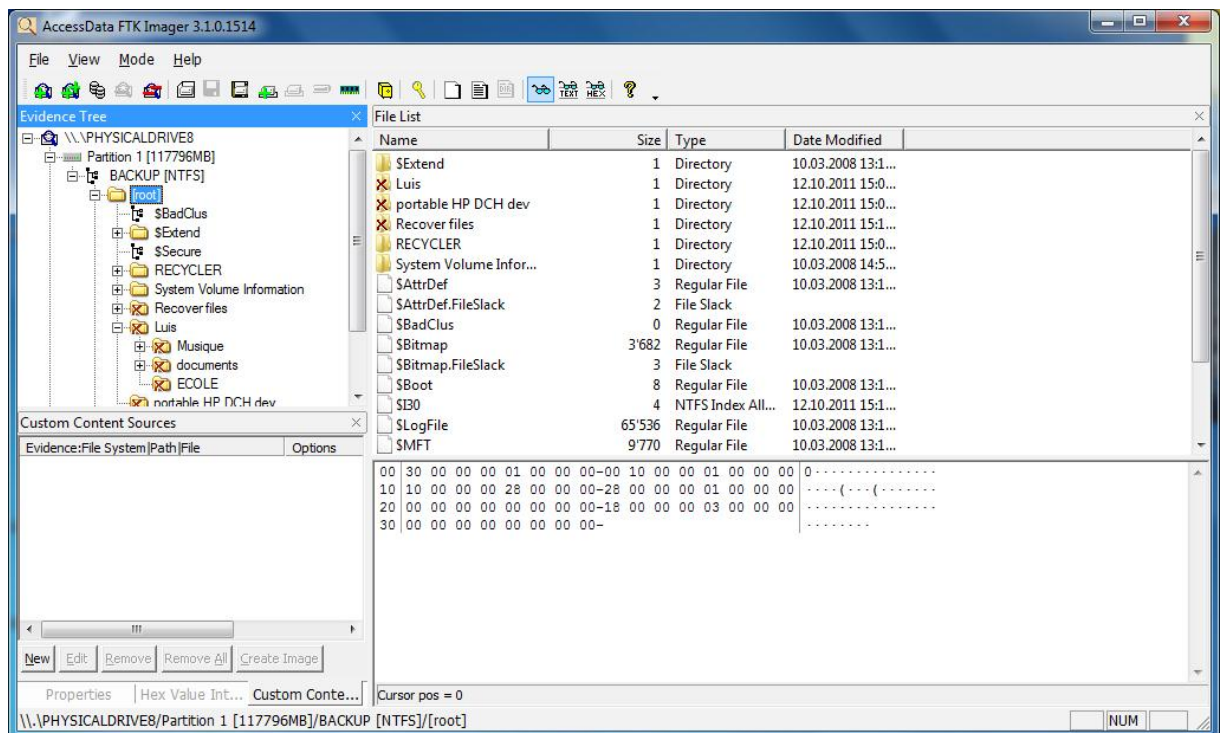 AccessData FTK Imager 3.1.0.1514
File View Mode Help
Evidence Tree
\\.\PHYSICALDRIVE8
Partition 1 [117796MB]
BACKUP [NTFS]
[root]
$BadClus
$Extend
$Secure
RECYCLER
System Volume Information
Recover files
Luis
Musique
documents
ECOLE
portable HP DCH dev
Custom Content Sources
Evidence:File System|Path|File Options
New Edit Remove Remove All Create Image
Properties Hex Value Int... Custom Conte...
File List
Name Size Type Date Modified
$Extend 1 Directory 10.03.2008 13:1...
Luis 1 Directory 12.10.2011 15:0...
portable HP DCH dev 1 Directory 12.10.2011 15:0...
Recover files 1 Directory 12.10.2011 15:1...
RECYCLER 1 Directory 12.10.2011 15:0...
System Volume Infor... 1 Directory 10.03.2008 14:5...
$AttrDef 3 Regular File 10.03.2008 13:1...
$AttrDef.FileSlack 2 File Slack
$BadClus 0 Regular File 10.03.2008 13:1...
$Bitmap 3'682 Regular File 10.03.2008 13:1...
$Bitmap.FileSlack 3 File Slack
$Boot 8 Regular File 10.03.2008 13:1...
$I30 4 NTFS Index All... 12.10.2011 15:1...
$LogFile 65'536 Regular File 10.03.2008 13:1...
$MFT 9'770 Regular File 10.03.2008 13:1...
00 30 00 00 00 01 00 00 00-00 10 00 00 01 00 00 00 0···············
10 10 00 00 00 28 00 00 00-28 00 00 00 01 00 00 00 ····(···(·······
20 00 00 00 00 00 00 00 00-18 00 00 00 03 00 00 00 ················
30 00 00 00 00 00 00 00 00- ········
Cursor pos = 0
\\.\PHYSICALDRIVE8/Partition 1 [117796MB]/BACKUP [NTFS]/[root] NUM